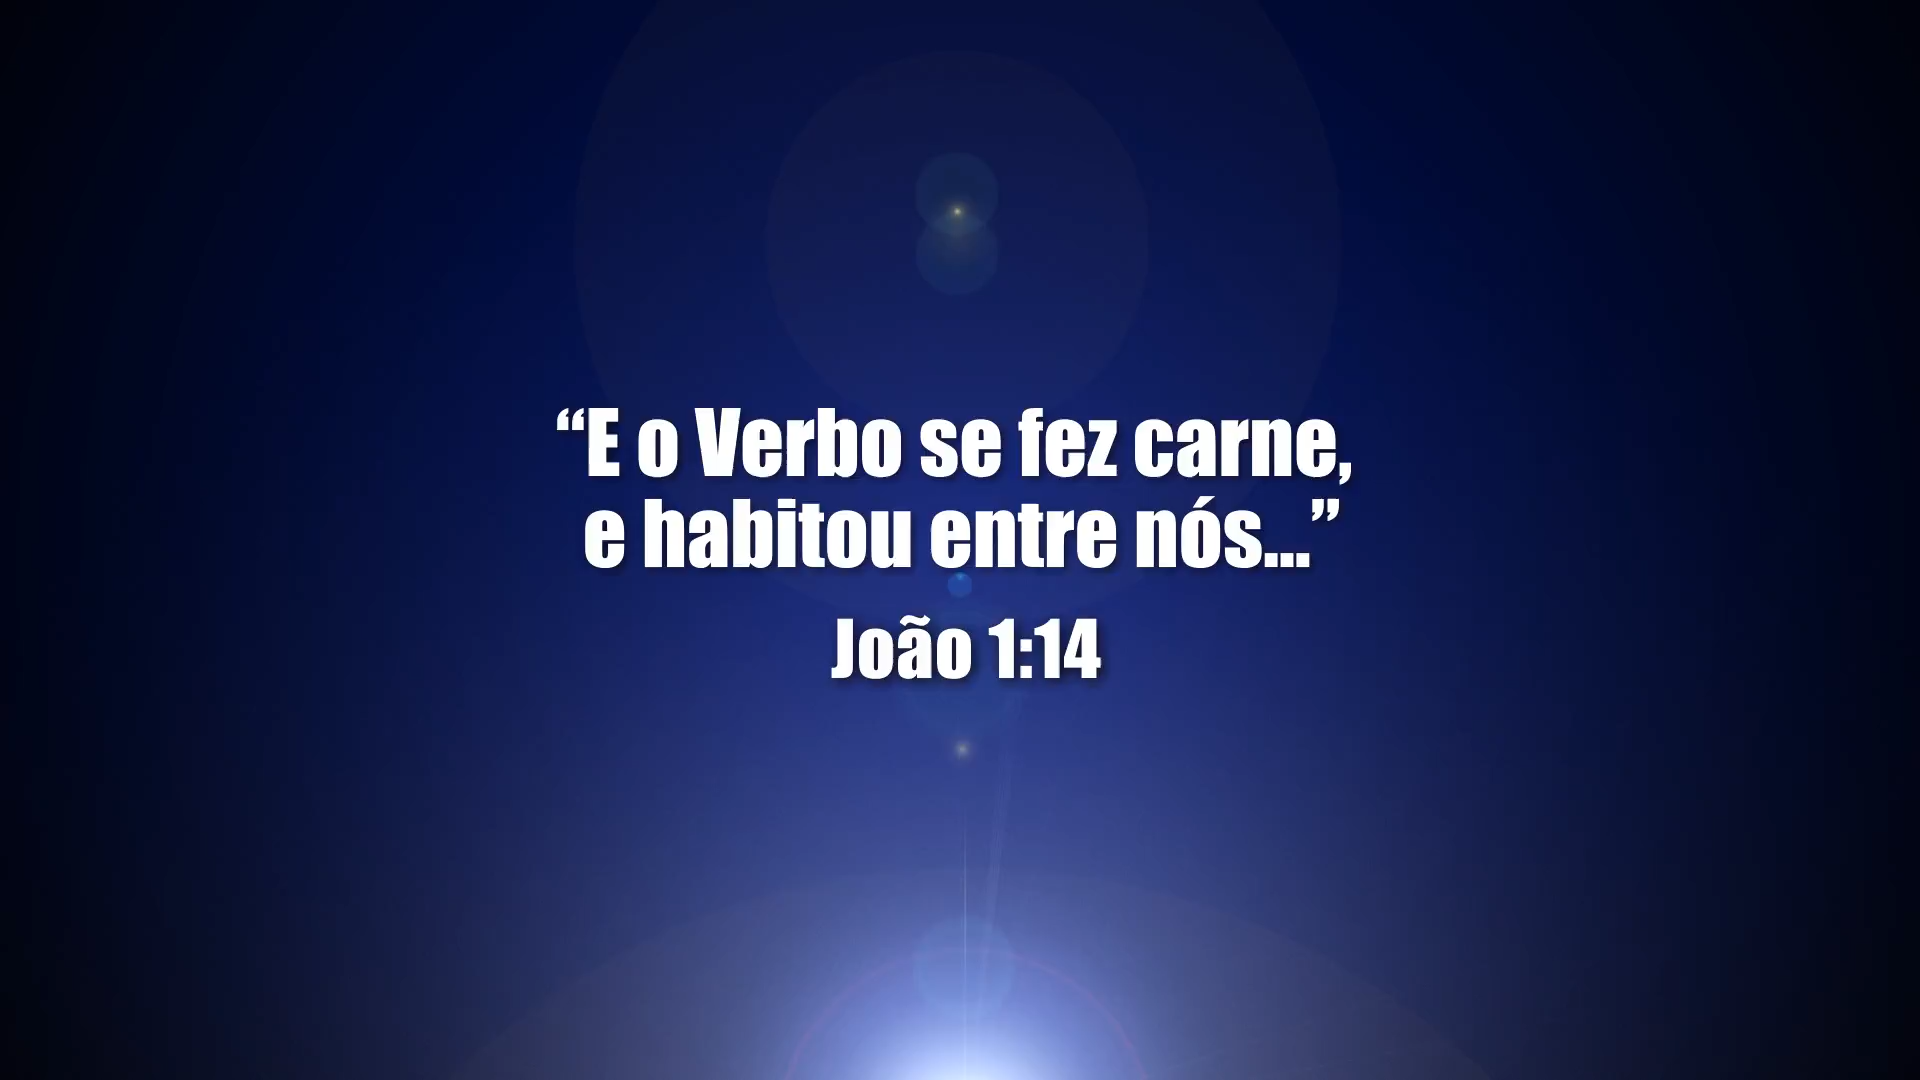 “E o Verbo se fez carne,
e habitou entre nós...”
João 1:14